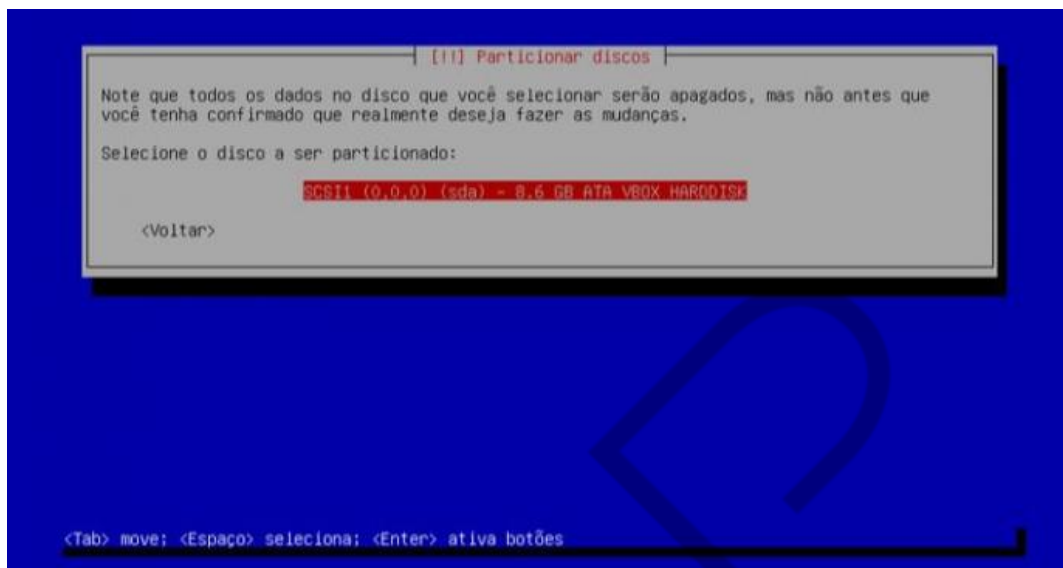 [!!] Particionar discos
Note que todos os dados no disco que você selecionar serão apagados, mas não antes que
você tenha confirmado que realmente deseja fazer as mudanças.
Selecione o disco a ser particionado:
SCSI1 (0,0,0) (sda) - 8.6 GB ATA VBOX HARDDISK
<Voltar>
<Tab> move; <Espaço> seleciona; <Enter> ativa botões